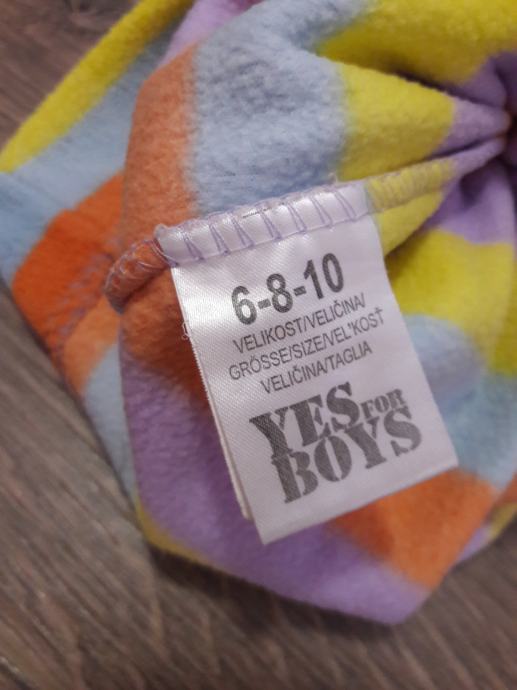 6-8-10
VELIKOST/VELIČINA/
GRÖSSE/SIZE/VEL'KOSŤ
VELIČINA/TAGLIA
YES FOR
BOYS